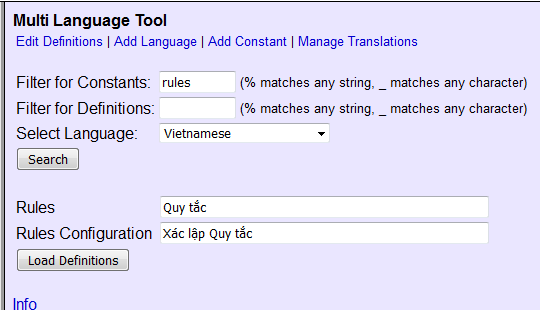 Multi Language Tool
Edit Definitions | Add Language | Add Constant | Manage Translations
Filter for Constants: rules (% matches any string, _ matches any character)
Filter for Definitions: (% matches any string, _ matches any character)
Select Language: Vietnamese
Search
Rules Quy tắc
Rules Configuration Xác lập Quy tắc
Load Definitions
Info